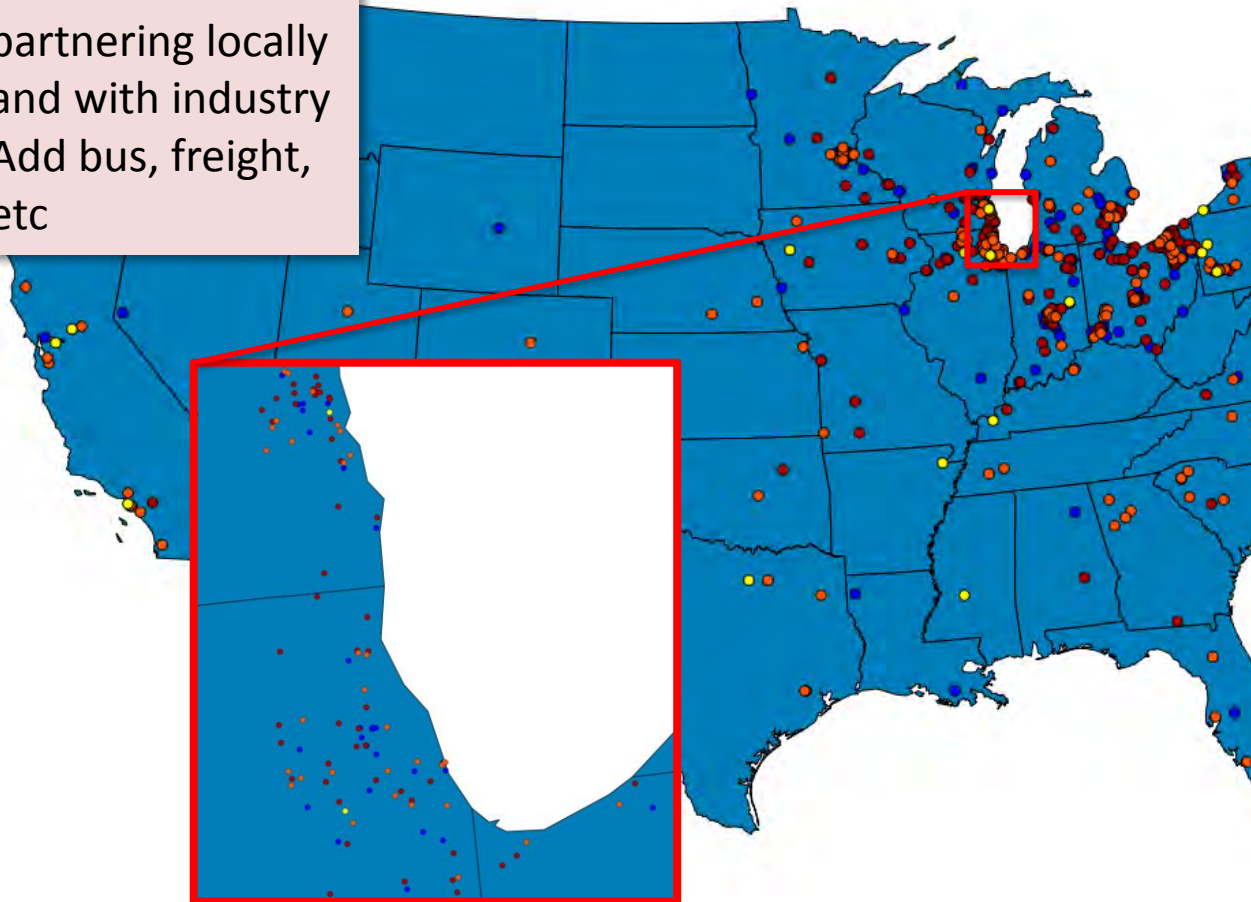 partnering locally
and with industry
Add bus, freight,
etc